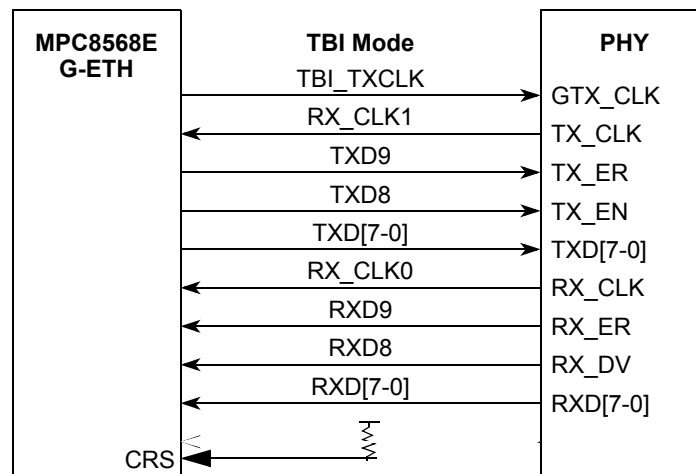 MPC8568E TBI Mode PHY
G-ETH
TBI_TXCLK GTX_CLK
RX_CLK1 TX_CLK
TXD9 TX_ER
TXD8 TX_EN
TXD[7-0] TXD[7-0]
RX_CLK0 RX_CLK
RXD9 RX_ER
RXD8 RX_DV
RXD[7-0] RXD[7-0]
CRS